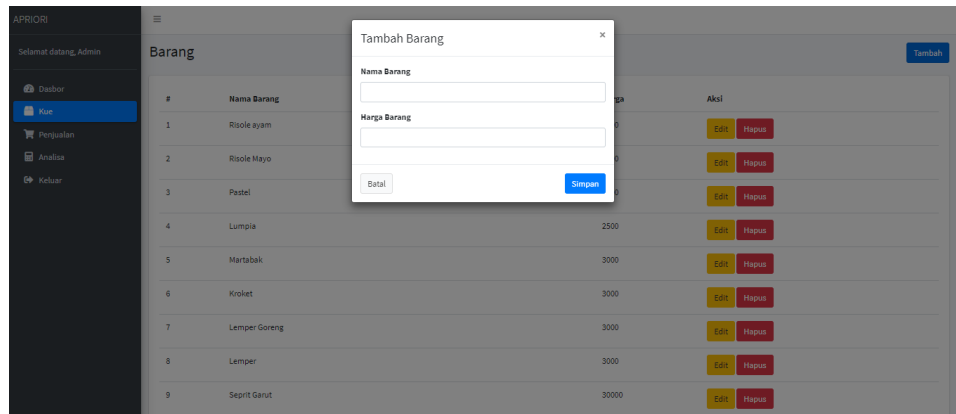 APRIORI
Selamat datang, Admin
Dasbor
Kue
Penjualan
Analisa
Keluar
Barang
Tambah
Tambah Barang ×
Nama Barang
Harga Barang
Batal Simpan
# Nama Barang Aksi
1 Risole ayam Edit Hapus
2 Risole Mayo Edit Hapus
3 Pastel Edit Hapus
4 Lumpia 2500 Edit Hapus
5 Martabak 3000 Edit Hapus
6 Kroket 3000 Edit Hapus
7 Lemper Goreng 3000 Edit Hapus
8 Lemper 3000 Edit Hapus
9 Seprit Garut 30000 Edit Hapus